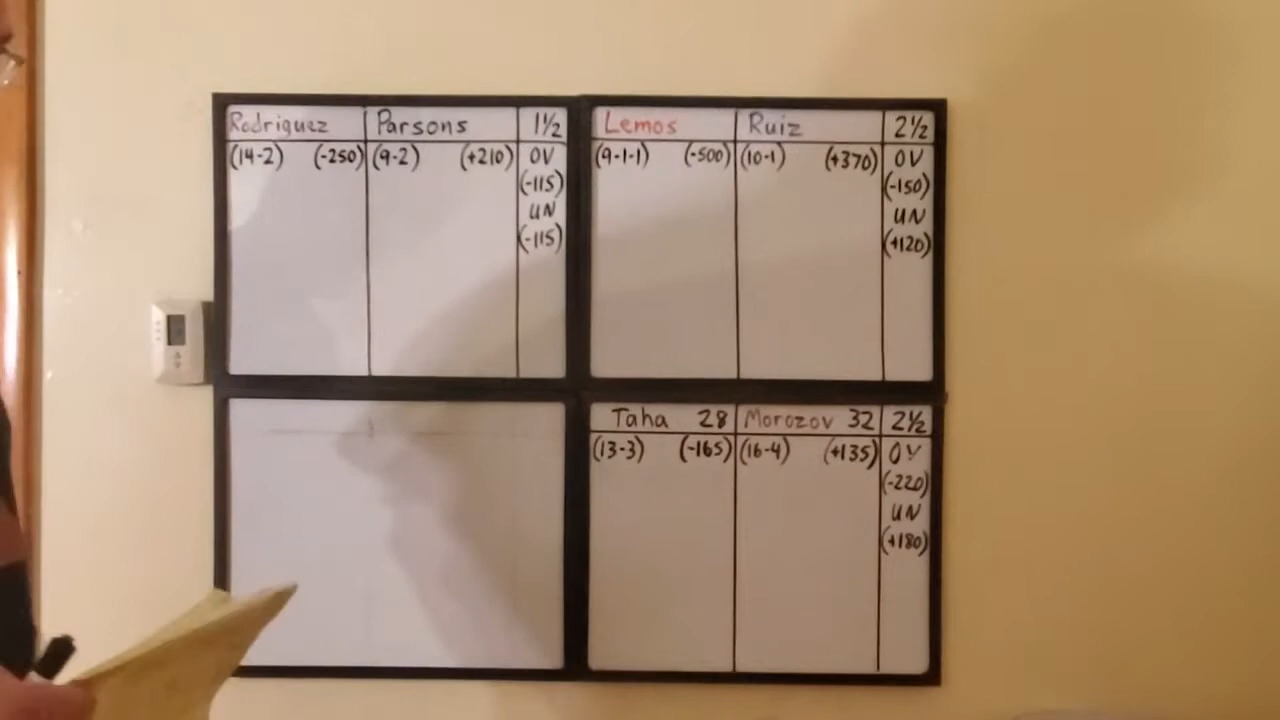 Rodriguez Parsons 1½
(14-2) (-250) (9-2) (+210) OV
(-115)
UN
(-115)
Lemos Ruiz 2½
(9-1-1) (-500) (10-1) (+370) OV
(-150)
UN
(+120)
Taha 28 Morozov 32 2½
(13-3) (-165) (16-4) (+135) OV
(-220)
UN
(+180)